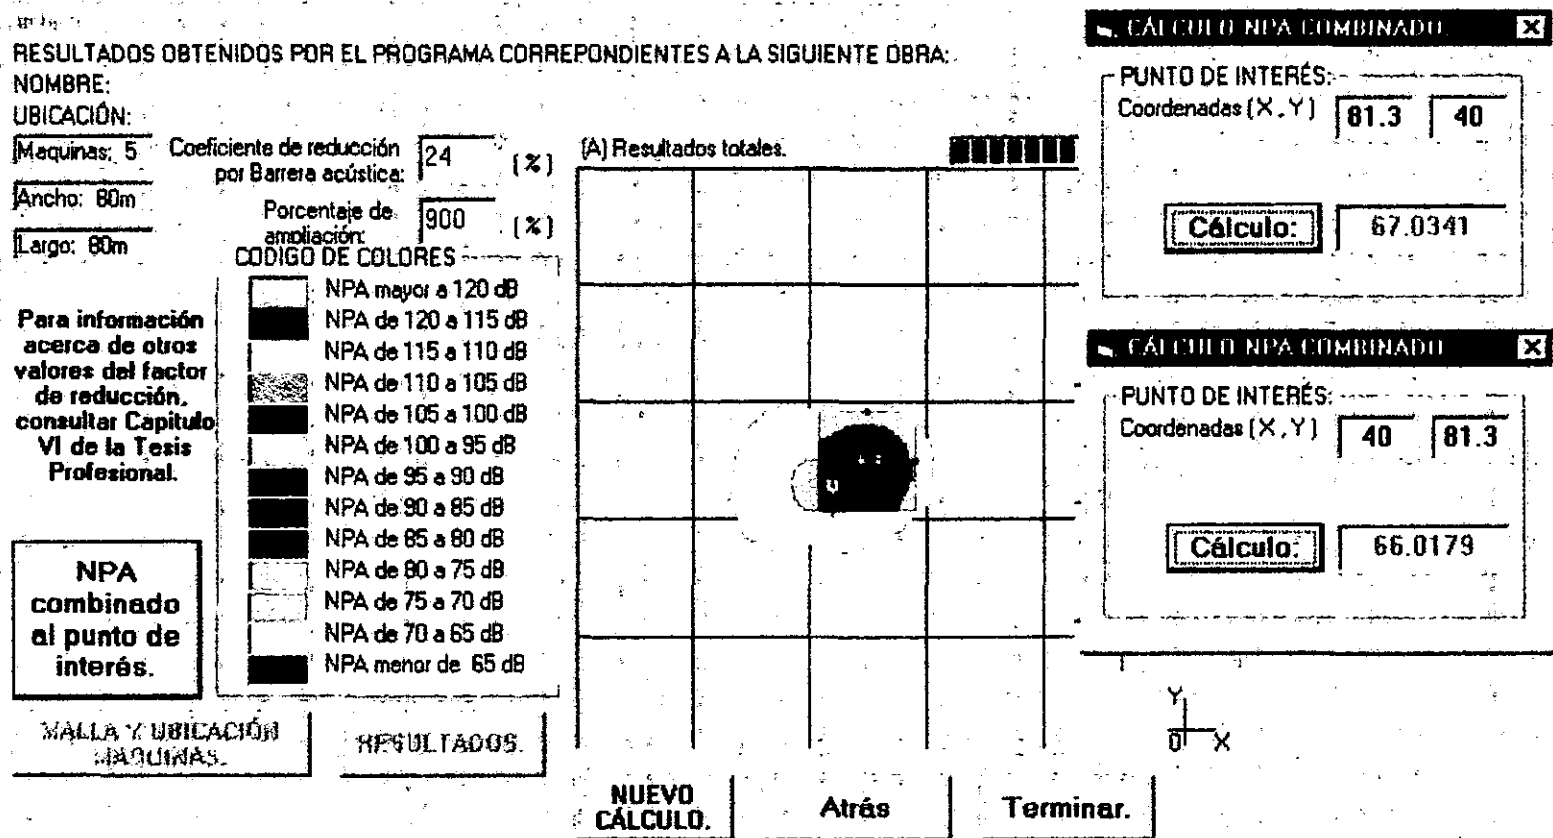 RESULTADOS OBTENIDOS POR EL PROGRAMA CORREPONDIENTES A LA SIGUIENTE OBRA:
NOMBRE:
UBICACIÓN:
Maquinas: 5
Ancho: 80m
Largo: 80m
Coeficiente de reducción
por Barrera acústica:
24
(%)
Porcentaje de
ampliación:
900
(%)
CODIGO DE COLORES
NPA mayor a 120 dB
NPA de 120 a 115 dB
NPA de 115 a 110 dB
NPA de 110 a 105 dB
NPA de 105 a 100 dB
NPA de 100 a 95 dB
NPA de 95 a 90 dB
NPA de 90 a 85 dB
NPA de 85 a 80 dB
NPA de 80 a 75 dB
NPA de 75 a 70 dB
NPA de 70 a 65 dB
NPA menor de 65 dB
Para información
acerca de otros
valores del factor
de reducción,
consultar Capitulo
VI de la Tesis
Profesional.
NPA
combinado
al punto de
interés.
MALLA Y UBICACIÓN
MAQUINAS.
RESULTADOS.
(A) Resultados totales.
NUEVO
CÁLCULO.
Atrás
Terminar.
CÁLCULO NPA COMBINADO.
PUNTO DE INTERÉS:
Coordenadas (X,Y)
81.3
40
Cálculo:
67.0341
CÁLCULO NPA COMBINADO
PUNTO DE INTERÉS:
Coordenadas (X,Y)
40
81.3
Cálculo:
66.0179
Y
0
X